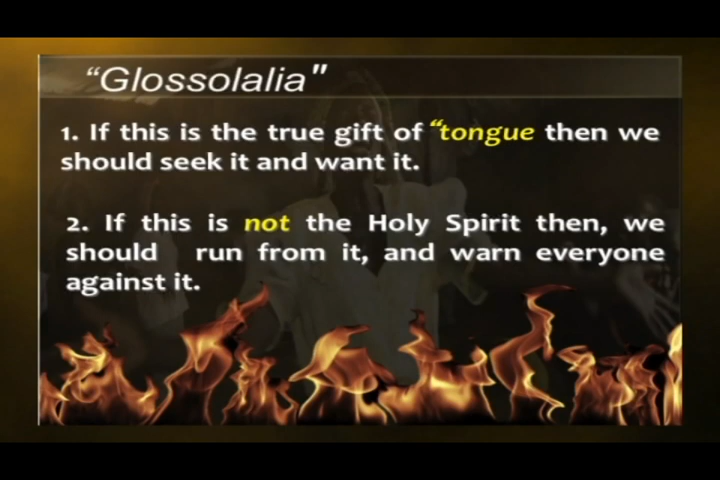 “Glossolalia"
1. If this is the true gift of “tongue then we
should seek it and want it.
2. If this is not the Holy Spirit then, we
should run from it, and warn everyone
against it.